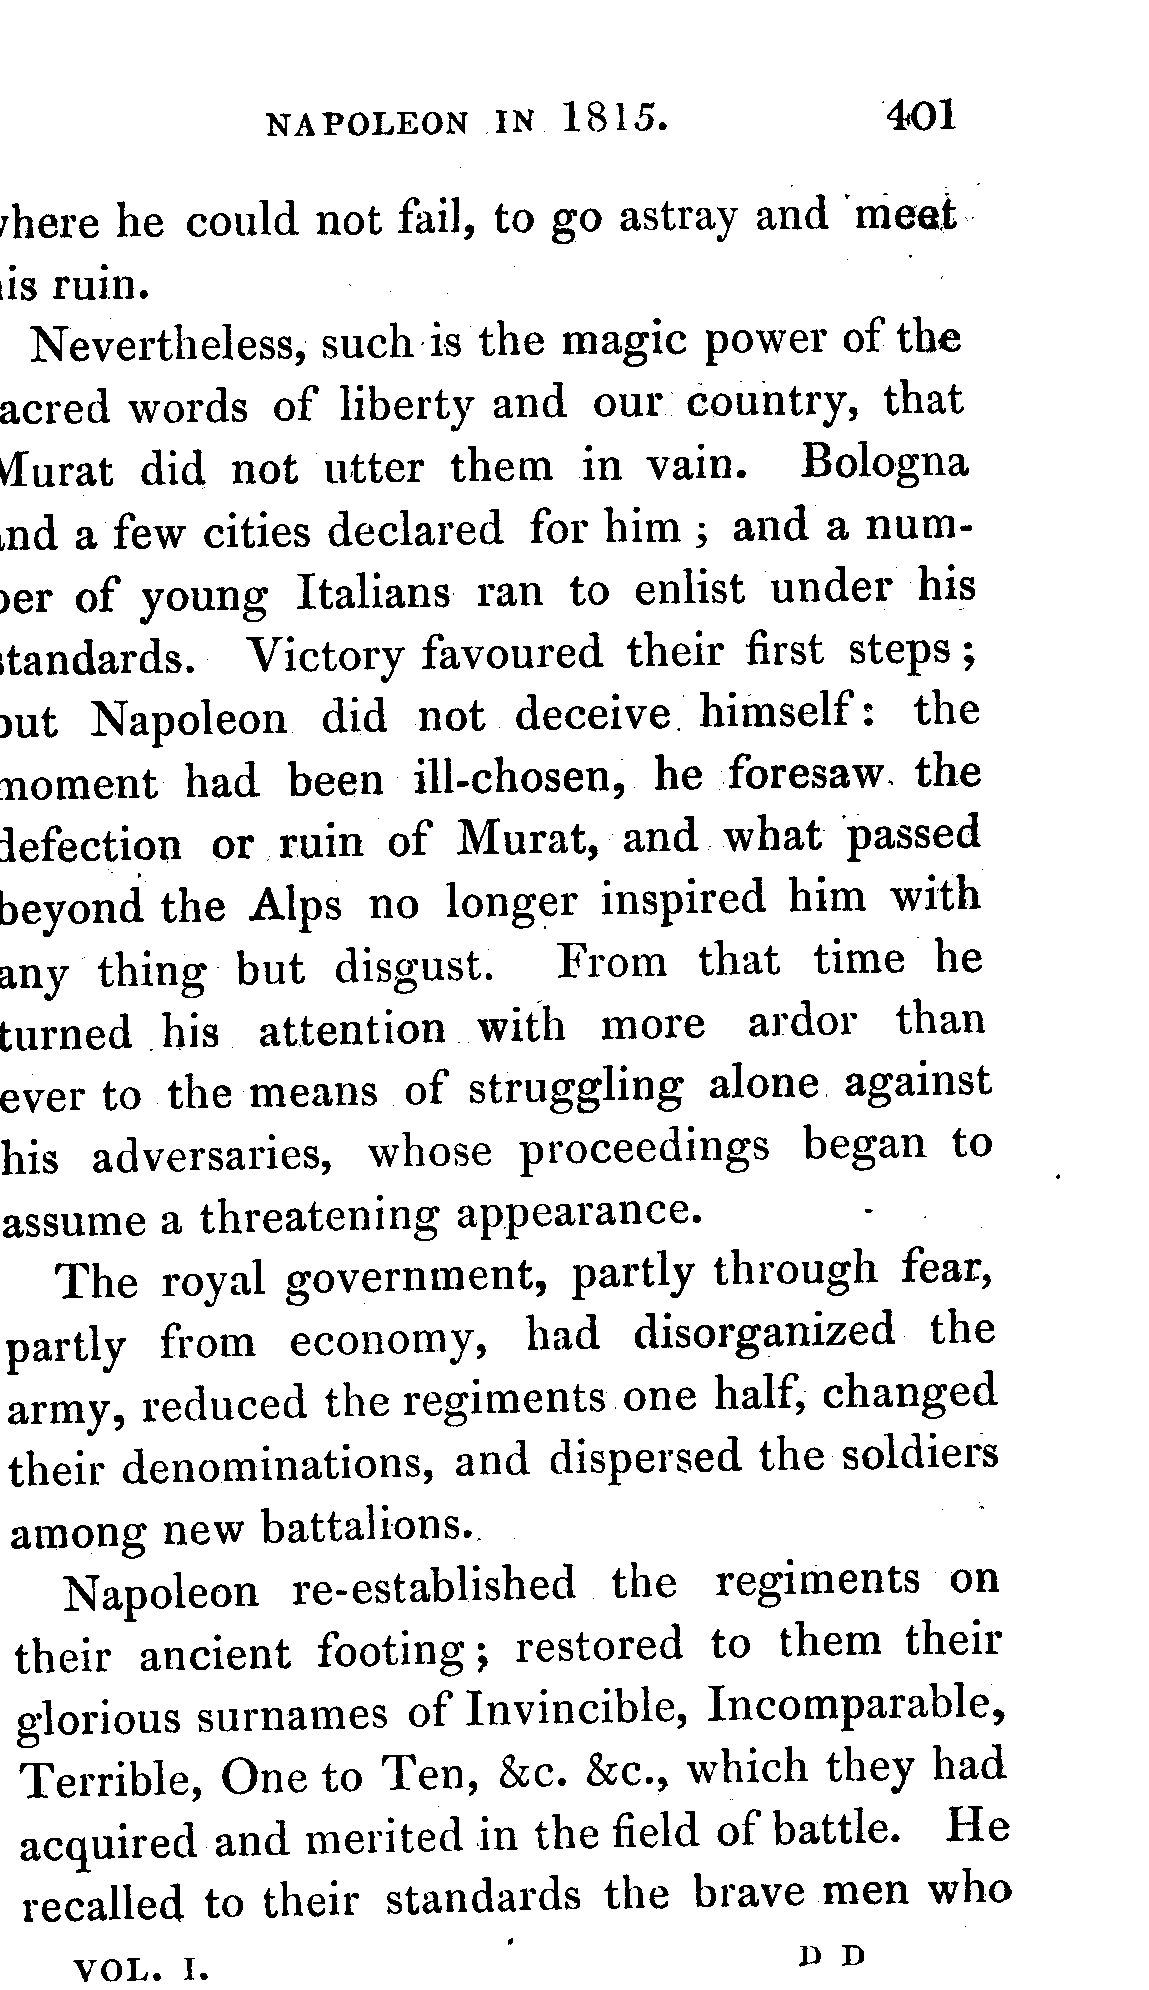 NAPOLEON IN 1815. 401
where he could not fail, to go astray and meet
his ruin.
Nevertheless, such is the magic power of the
sacred words of liberty and our country, that
Murat did not utter them in vain. Bologna
and a few cities declared for him ; and a num-
ber of young Italians ran to enlist under his
standards. Victory favoured their first steps ;
but Napoleon did not deceive himself : the
moment had been ill-chosen, he foresaw the
defection or ruin of Murat, and what passed
beyond the Alps no longer inspired him with
any thing but disgust. From that time he
turned his attention with more ardor than
ever to the means of struggling alone against
his adversaries, whose proceedings began to
assume a threatening appearance.
The royal government, partly through fear,
partly from economy, had disorganized the
army, reduced the regiments one half, changed
their denominations, and dispersed the soldiers
among new battalions.
Napoleon re-established the regiments on
their ancient footing ; restored to them their
glorious surnames of Invincible, Incomparable,
Terrible, One to Ten, &c. &c., which they had
acquired and merited in the field of battle. He
recalled to their standards the brave men who
VOL. I. D D